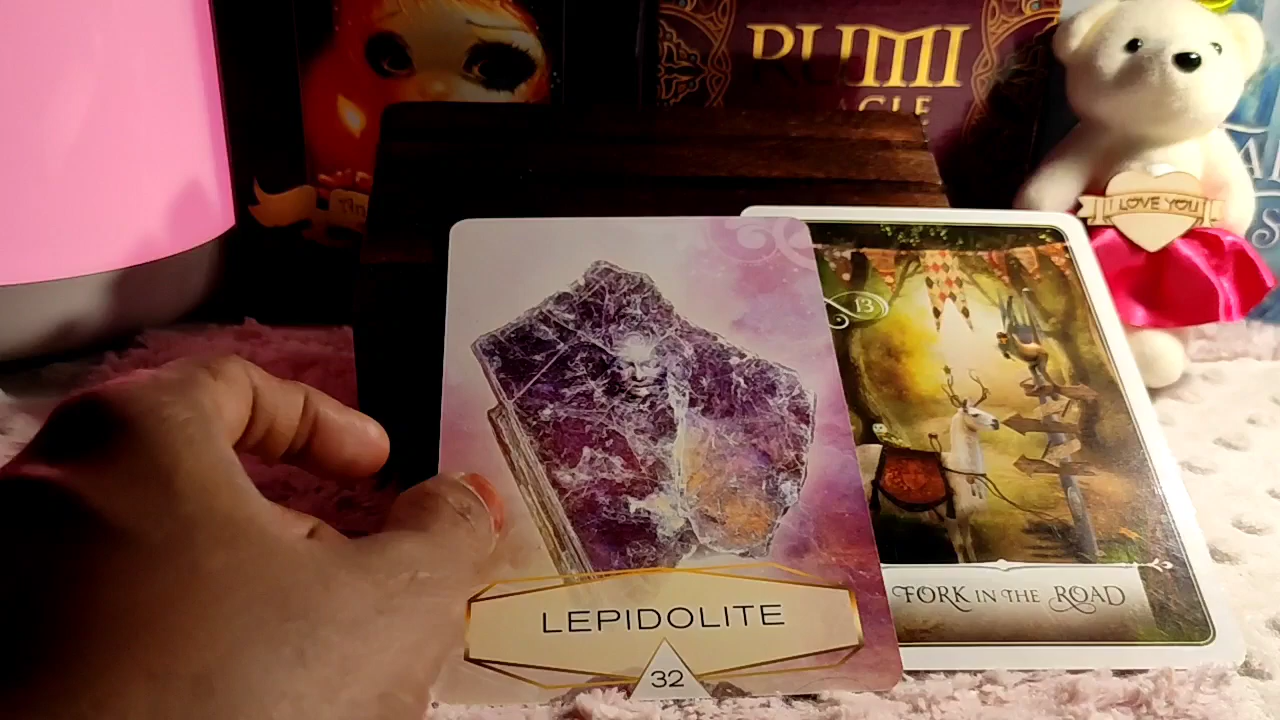 RUMI
I LOVE YOU
13
FORK IN THE ROAD
LEPIDOLITE
32